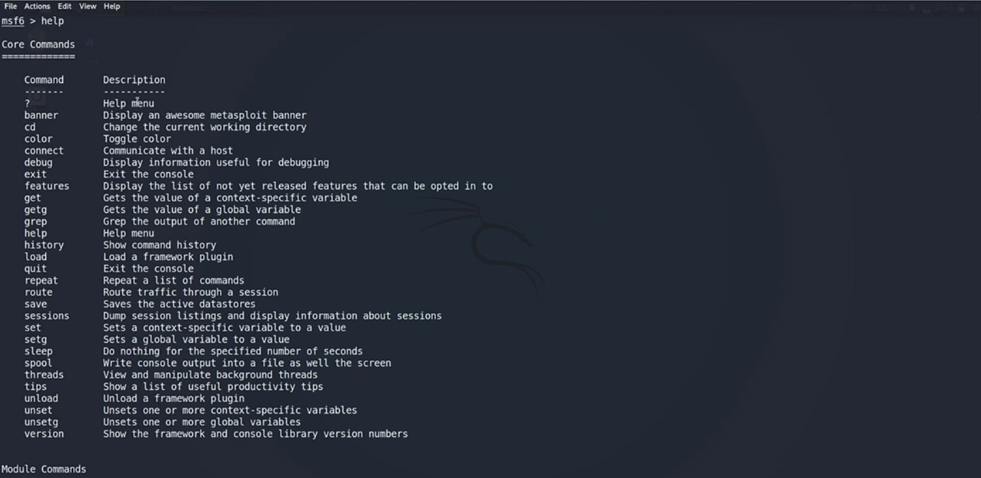 File Actions Edit View Help
msf6 > help
Core Commands
=============
Command Description
------- -----------
? Help menu
banner Display an awesome metasploit banner
cd Change the current working directory
color Toggle color
connect Communicate with a host
debug Display information useful for debugging
exit Exit the console
features Display the list of not yet released features that can be opted in to
get Gets the value of a context-specific variable
getg Gets the value of a global variable
grep Grep the output of another command
help Help menu
history Show command history
load Load a framework plugin
quit Exit the console
repeat Repeat a list of commands
route Route traffic through a session
save Saves the active datastores
sessions Dump session listings and display information about sessions
set Sets a context-specific variable to a value
setg Sets a global variable to a value
sleep Do nothing for the specified number of seconds
spool Write console output into a file as well the screen
threads View and manipulate background threads
tips Show a list of useful productivity tips
unload Unload a framework plugin
unset Unsets one or more context-specific variables
unsetg Unsets one or more global variables
version Show the framework and console library version numbers
Module Commands